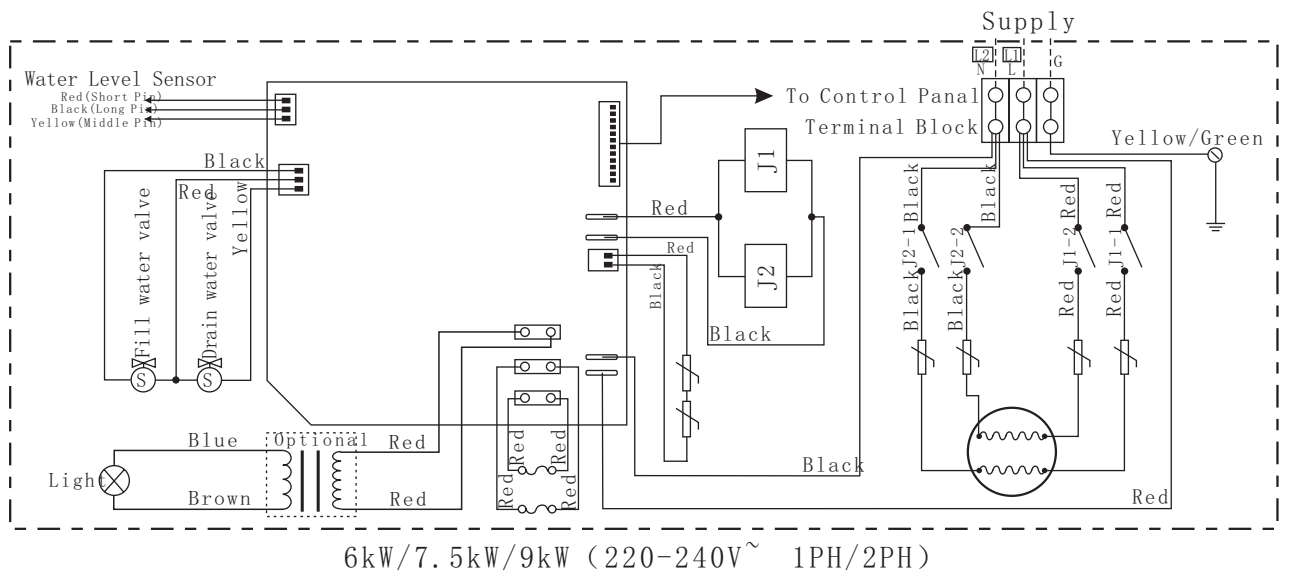 Supply
L2
L1
N
L
G
Water Level Sensor
Red(Short Pin)
Black(Long Pin)
Yellow(Middle Pin)
To Control Panal
Terminal Block
Yellow/Green
Black
Red
Yellow
Fill water valve
Drain water valve
S
S
J1
J2
Red
Red
Black
Black
Black
Black
Red
Red
J2-1
J2-2
J1-2
J1-1
Black
Black
Red
Red
Optional
Light
Blue
Brown
Red
Red
Red
Red
Red
Red
Black
Red
6kW/7.5kW/9kW (220-240V~ 1PH/2PH)